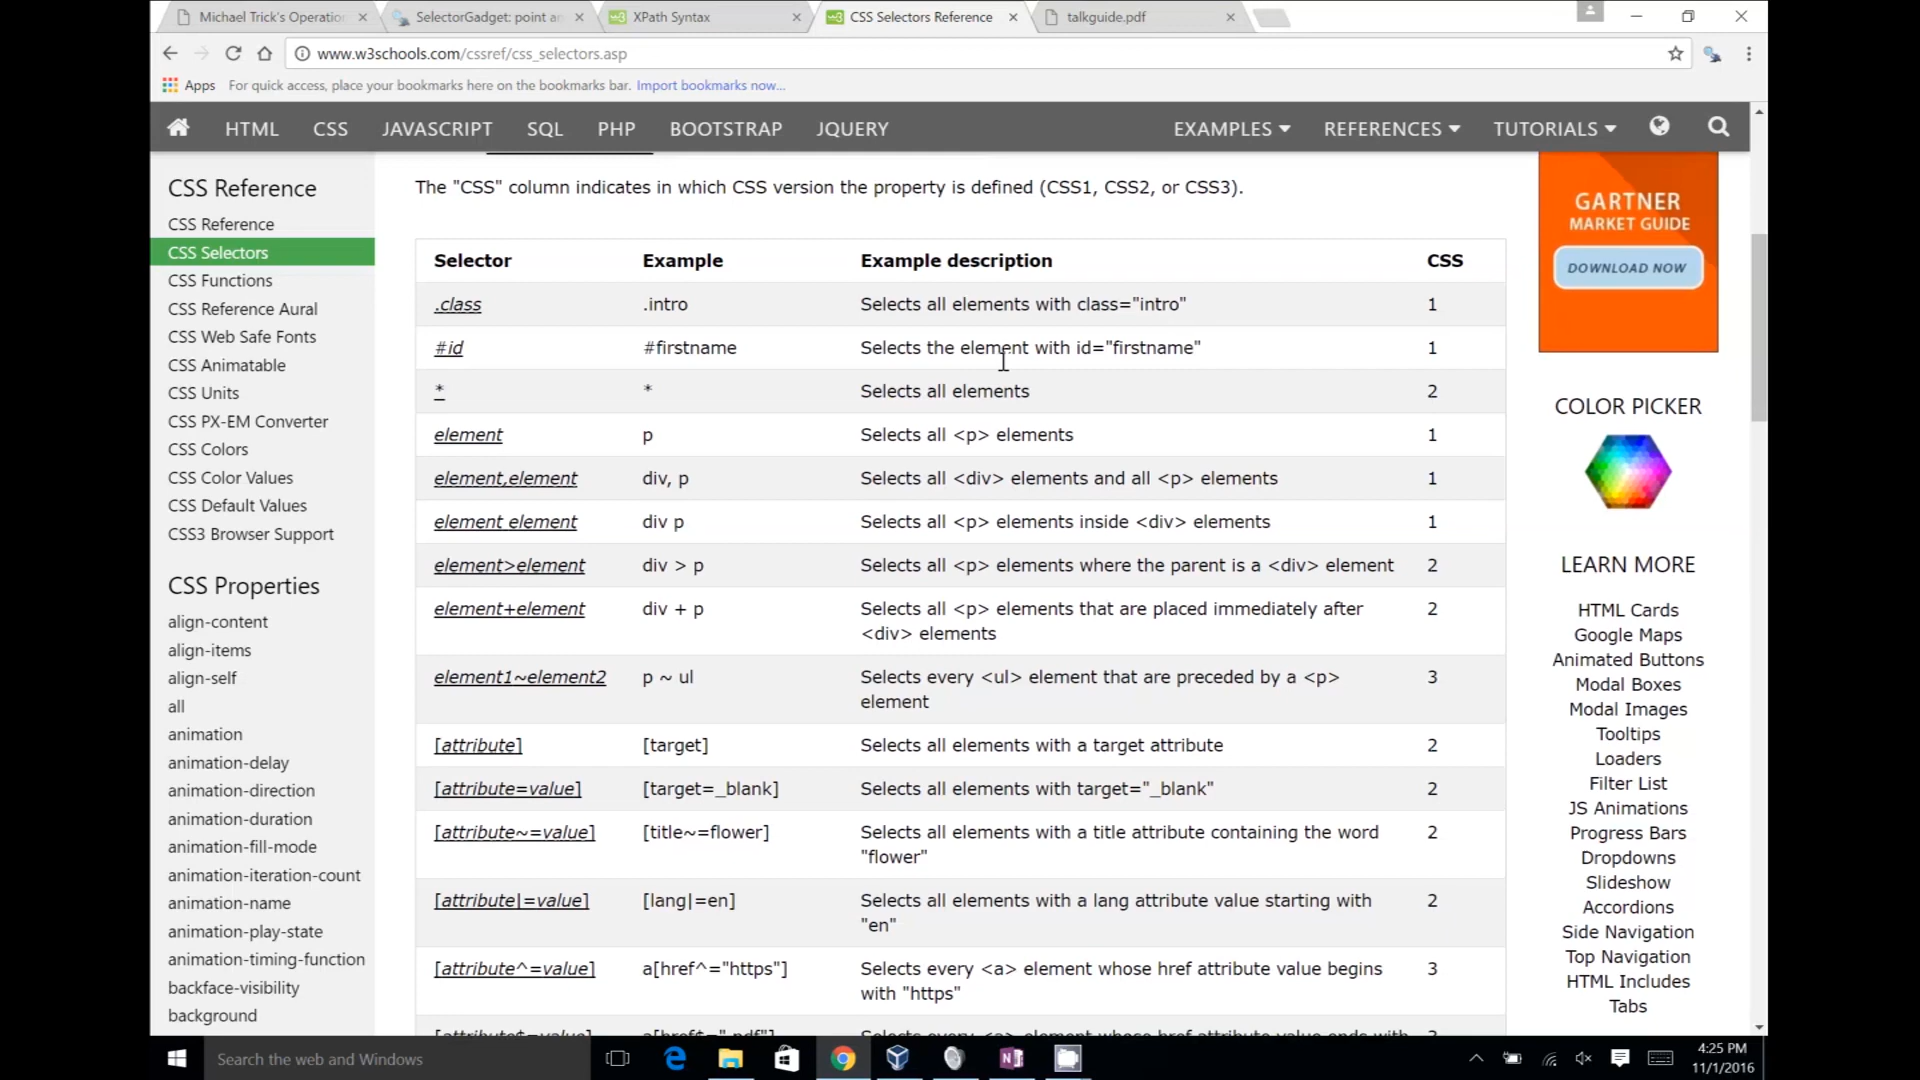 Michael Trick's Operation
SelectorGadget: point an
XPath Syntax
CSS Selectors Reference
talkguide.pdf
www.w3schools.com/cssref/css_selectors.asp
Apps For quick access, place your bookmarks here on the bookmarks bar. Import bookmarks now...
HTML CSS JAVASCRIPT SQL PHP BOOTSTRAP JQUERY EXAMPLES REFERENCES TUTORIALS
CSS Reference
CSS Reference
CSS Selectors
CSS Functions
CSS Reference Aural
CSS Web Safe Fonts
CSS Animatable
CSS Units
CSS PX-EM Converter
CSS Colors
CSS Color Values
CSS Default Values
CSS3 Browser Support
CSS Properties
align-content
align-items
align-self
all
animation
animation-delay
animation-direction
animation-duration
animation-fill-mode
animation-iteration-count
animation-name
animation-play-state
animation-timing-function
backface-visibility
background
The "CSS" column indicates in which CSS version the property is defined (CSS1, CSS2, or CSS3).
Selector Example Example description CSS
.class .intro Selects all elements with class="intro" 1
#id #firstname Selects the element with id="firstname" 1
* * Selects all elements 2
element p Selects all <p> elements 1
element,element div, p Selects all <div> elements and all <p> elements 1
element element div p Selects all <p> elements inside <div> elements 1
element>element div > p Selects all <p> elements where the parent is a <div> element 2
element+element div + p Selects all <p> elements that are placed immediately after 2
<div> elements
element1~element2 p ~ ul Selects every <ul> element that are preceded by a <p> 3
element
[attribute] [target] Selects all elements with a target attribute 2
[attribute=value] [target=_blank] Selects all elements with target="_blank" 2
[attribute~=value] [title~=flower] Selects all elements with a title attribute containing the word 2
"flower"
[attribute|=value] [lang|=en] Selects all elements with a lang attribute value starting with 2
"en"
[attribute^=value] a[href^="https"] Selects every <a> element whose href attribute value begins 3
with "https"
[attribute$=value] a[href$=".pdf"] Selects every <a> element whose href attribute value ends with 3
GARTNER
MARKET GUIDE
DOWNLOAD NOW
COLOR PICKER
LEARN MORE
HTML Cards
Google Maps
Animated Buttons
Modal Boxes
Modal Images
Tooltips
Loaders
Filter List
JS Animations
Progress Bars
Dropdowns
Slideshow
Accordions
Side Navigation
Top Navigation
HTML Includes
Tabs
Search the web and Windows
4:25 PM
11/1/2016